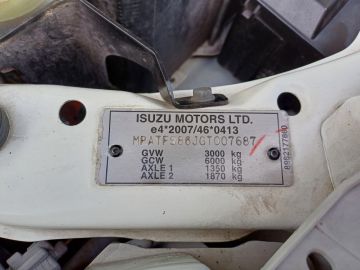 ISUZU MOTORS LTD.
e4*2007/46*0413
MPATFS86JGT007687
GVW 3000 kg
GCW 6000 kg
AXLE 1 1350 kg
AXLE 2 1870 kg